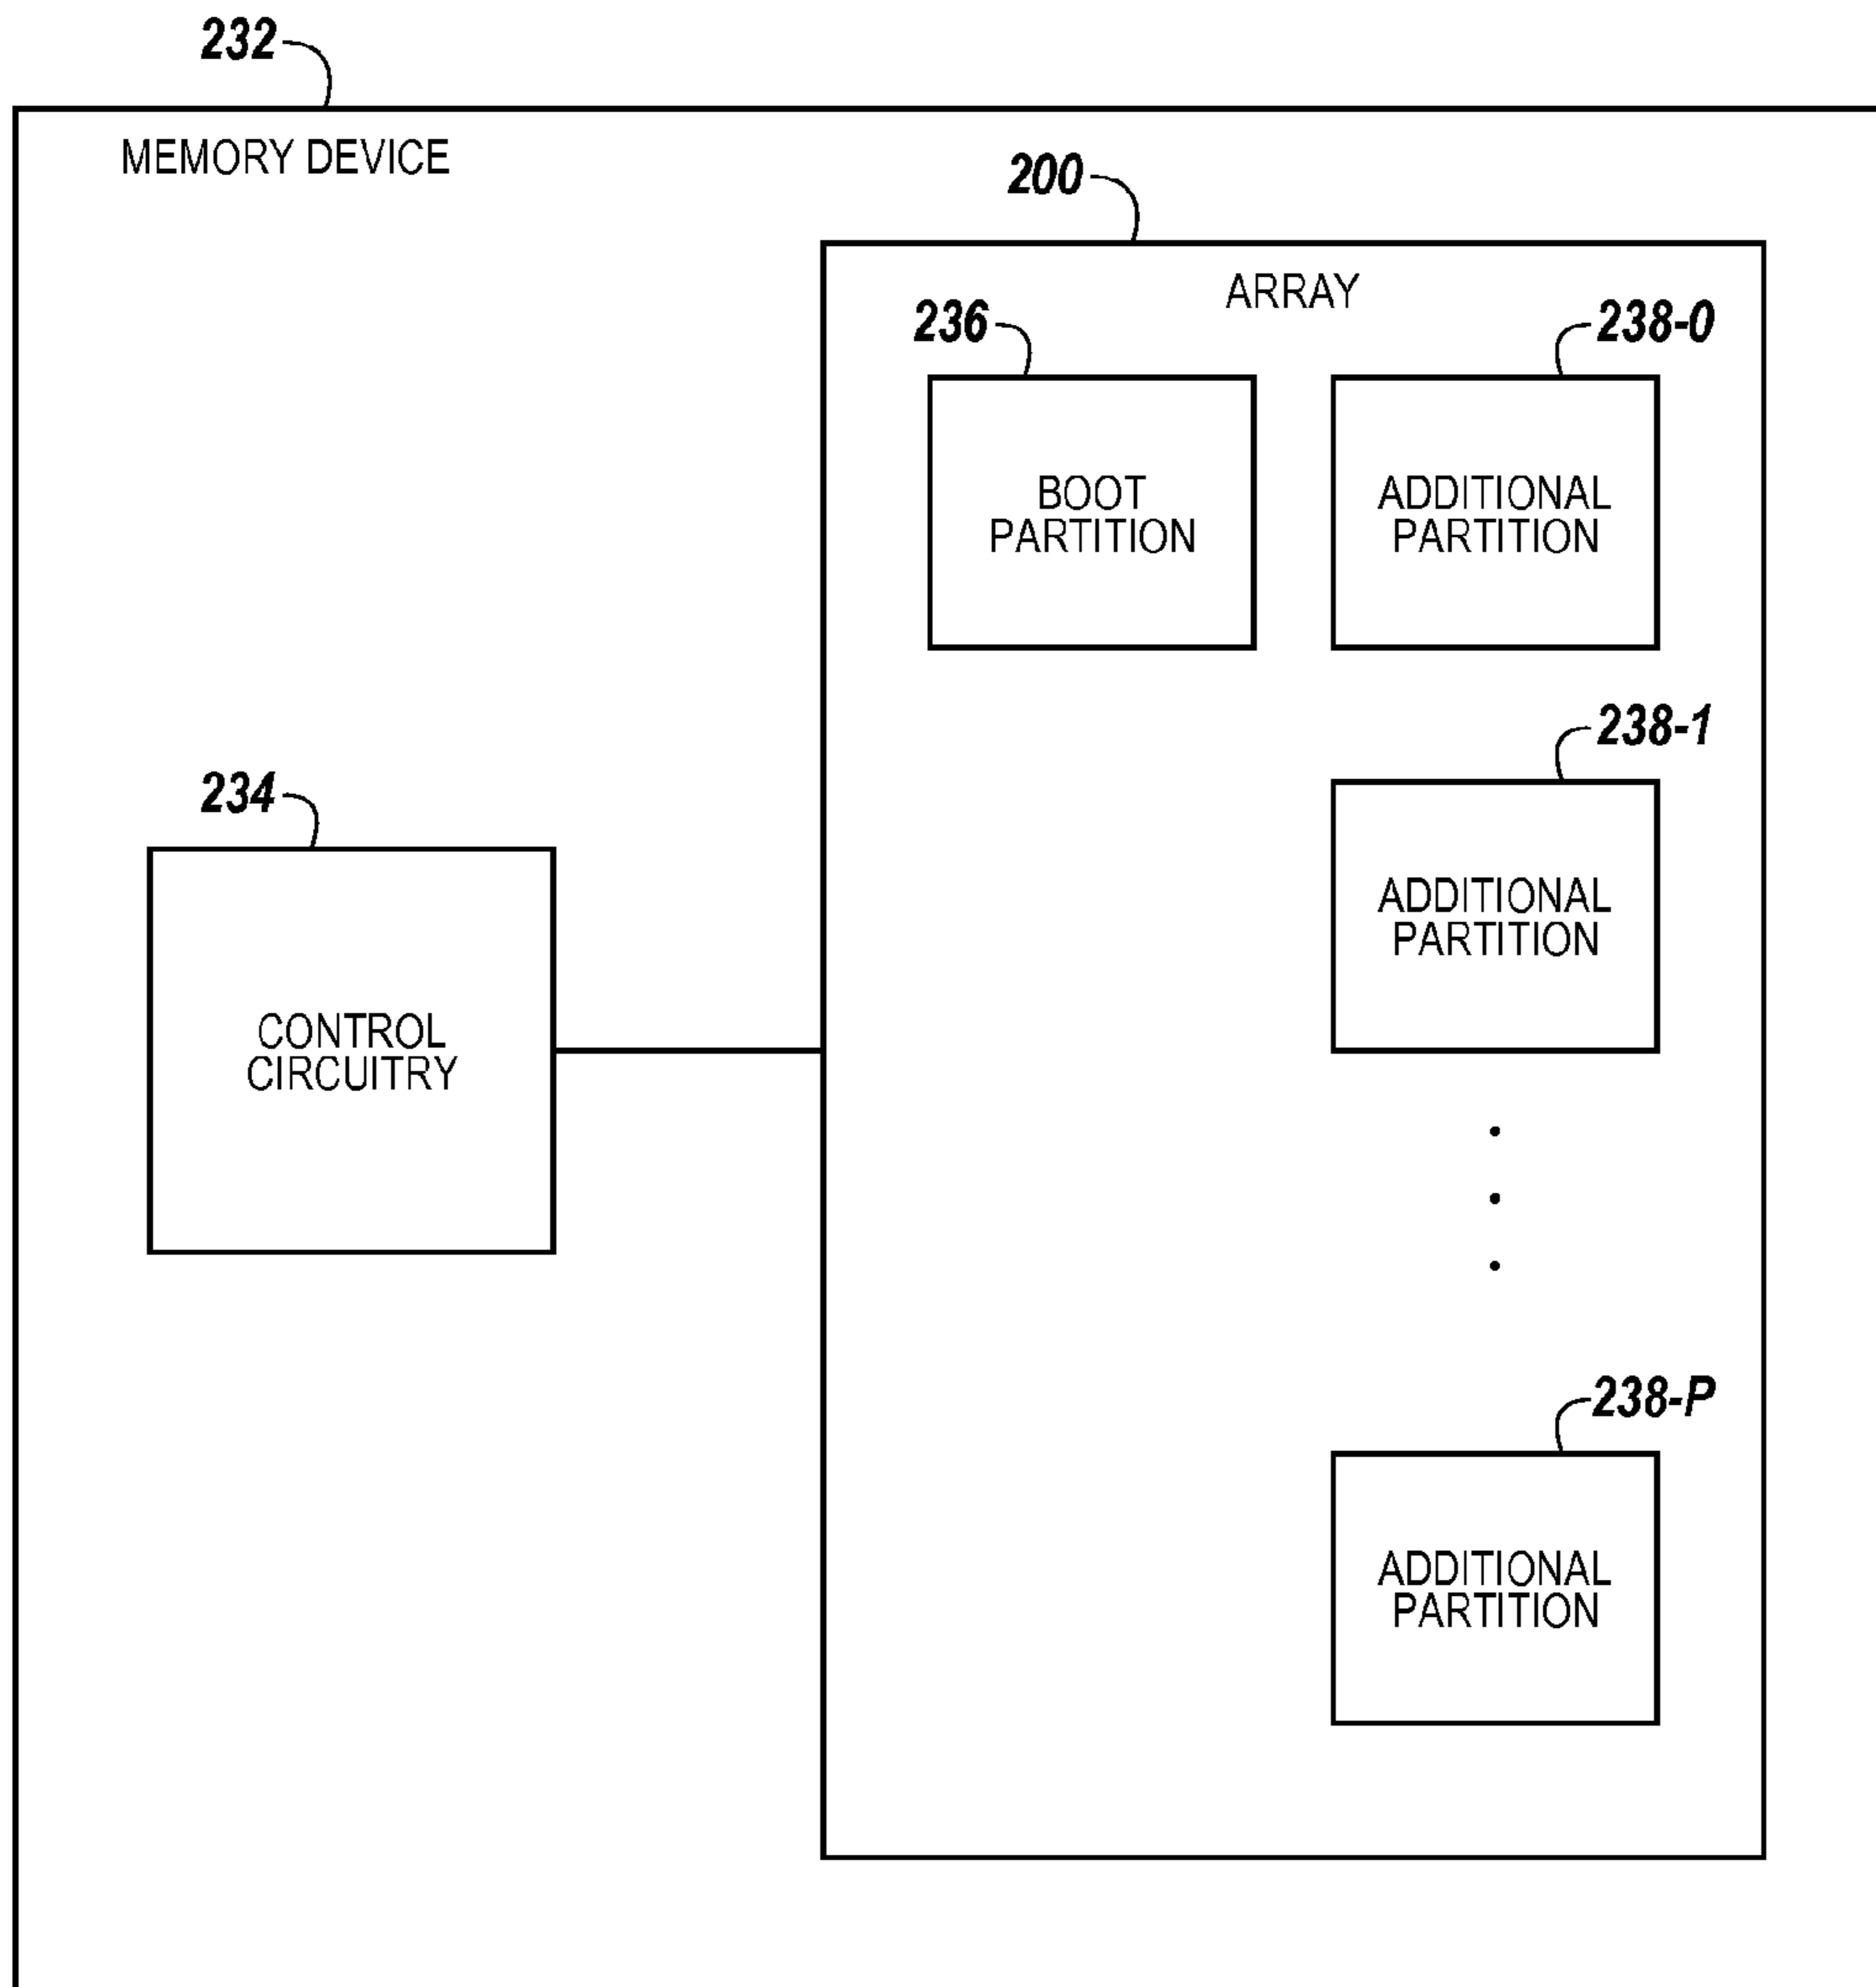 232
MEMORY DEVICE
200
ARRAY
236
238-0
BOOT
PARTITION
ADDITIONAL
PARTITION
238-1
ADDITIONAL
PARTITION
234
CONTROL
CIRCUITRY
238-P
ADDITIONAL
PARTITION